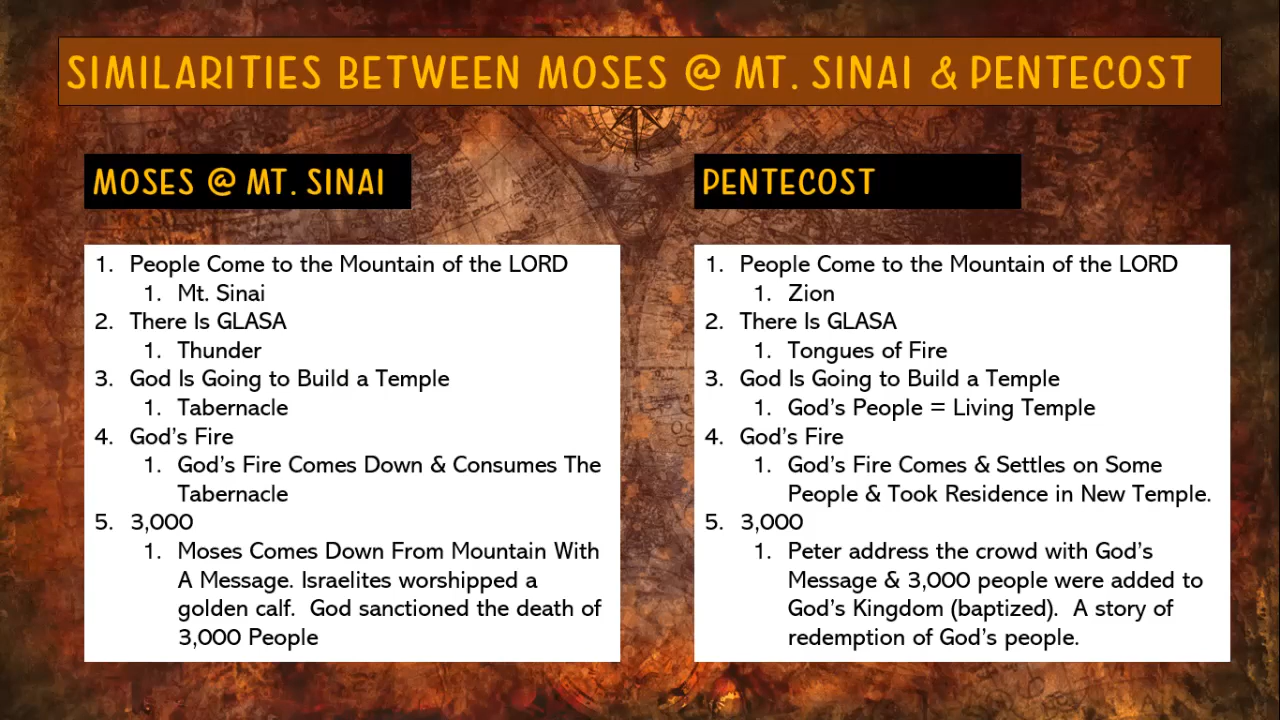 SIMILARITIES BETWEEN MOSES @ MT. SINAI & PENTECOST
MOSES @ MT. SINAI
1. People Come to the Mountain of the LORD
1. Mt. Sinai
2. There Is GLASA
1. Thunder
3. God Is Going to Build a Temple
1. Tabernacle
4. God's Fire
1. God's Fire Comes Down & Consumes The
Tabernacle
5. 3,000
1. Moses Comes Down From Mountain With
A Message. Israelites worshipped a
golden calf.  God sanctioned the death of
3,000 People
PENTECOST
1. People Come to the Mountain of the LORD
1. Zion
2. There Is GLASA
1. Tongues of Fire
3. God Is Going to Build a Temple
1. God's People = Living Temple
4. God's Fire
1. God's Fire Comes & Settles on Some
People & Took Residence in New Temple.
5. 3,000
1. Peter address the crowd with God's
Message & 3,000 people were added to
God's Kingdom (baptized).  A story of
redemption of God's people.